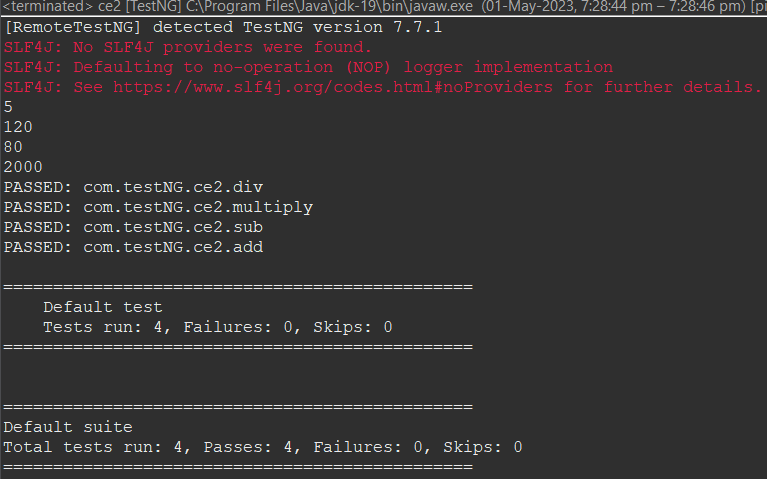 <terminated> ce2 [TestNG] C:\Program Files\Java\jdk-19\bin\javaw.exe (01-May-2023, 7:28:44 pm – 7:28:46 pm) [pi
[RemoteTestNG] detected TestNG version 7.7.1
SLF4J: No SLF4J providers were found.
SLF4J: Defaulting to no-operation (NOP) logger implementation
SLF4J: See https://www.slf4j.org/codes.html#noProviders for further details.
5
120
80
2000
PASSED: com.testNG.ce2.div
PASSED: com.testNG.ce2.multiply
PASSED: com.testNG.ce2.sub
PASSED: com.testNG.ce2.add
===============================================
Default test
Tests run: 4, Failures: 0, Skips: 0
===============================================
===============================================
Default suite
Total tests run: 4, Passes: 4, Failures: 0, Skips: 0
===============================================